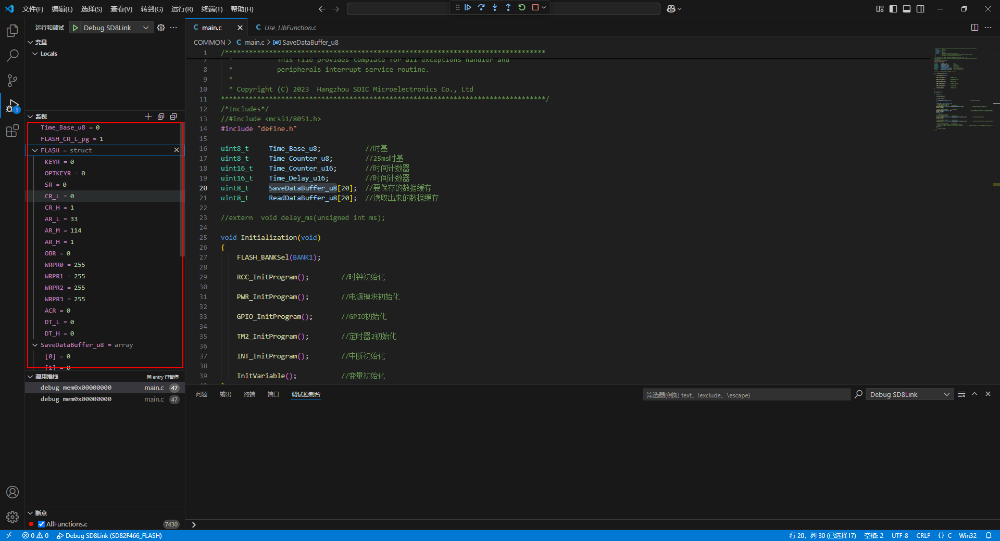 文件(F) 编辑(E) 选择(S) 查看(V) 转到(G) 运行(R) 终端(T) 帮助(H)
运行和调试 Debug SD8Link
变量
Locals
监视
Time_Base_u8 = 0
FLASH_CR_L_pg = 1
FLASH = struct
KEYR = 0
OPTKEYR = 0
SR = 0
CR_L = 0
CR_H = 1
AR_L = 33
AR_M = 114
AR_H = 1
OBR = 0
WRPR0 = 255
WRPR1 = 255
WRPR2 = 255
WRPR3 = 255
ACR = 0
DT_L = 0
DT_H = 0
SaveDataBuffer_u8 = array
[0] = 0
[1] = 0
调用堆栈 因 entry 已暂停
debug mem0x00000000 main.c 47
debug mem0x00000000 main.c 47
断点
AllFunctions.c 7430
main.c Use_LibFunction.c
COMMON > C main.c > SaveDataBuffer_u8
1 /********************************************************************************
7 * This file provides template for all exceptions handler and
8 * peripherals interrupt service routine.
9 *
10 * Copyright (C) 2023 Hangzhou SDIC Microelectronics Co., Ltd
11 *********************************************************************************/
12 /*Includes*/
13 //#include <mcs51/8051.h>
14 #include "define.h"
15
16 uint8_t Time_Base_u8; //时基
17 uint8_t Time_Counter_u8; //25ms时基
18 uint16_t Time_Counter_u16; //时间计数器
19 uint16_t Time_Delay_u16; //时间计数器
20 uint8_t SaveDataBuffer_u8[20]; //要保存的数据缓存
21 uint8_t ReadDataBuffer_u8[20]; //读取出来的数据缓存
22
23 //extern void delay_ms(unsigned int ms);
24
25 void Initialization(void)
26 {
27 FLASH_BANKSel(BANK1);
28
29 RCC_InitProgram(); //时钟初始化
30
31 PWR_InitProgram(); //电源模块初始化
32
33 GPIO_InitProgram(); //GPIO初始化
34
35 TM2_InitProgram(); //定时器2初始化
36
37 INT_InitProgram(); //中断初始化
38
39 InitVariable(); //变量初始化
问题 输出 终端 端口 调试控制台 筛选器(例如 text、!exclude、\escape) Debug SD8Link
0 0 Debug SD8Link (SD82F466_FLASH) 行 20，列 30 (已选择17) 空格: 2 UTF-8 CRLF {} C Win32